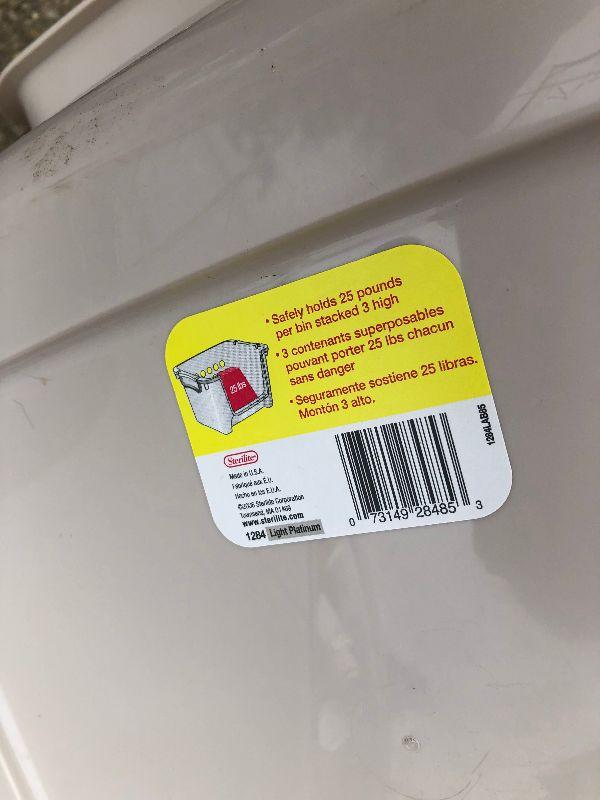 • Safely holds 25 pounds
per bin stacked 3 high
• 3 contenants superposables
pouvant porter 25 lbs chacun
sans danger
• Seguramente sostiene 25 libras.
Montón 3 alto.
25 lbs
Sterilite
Made in U.S.A.
Fabriqué aux É.U.
Hecho en los E.U.A.
Sterilite Corporation
Townsend, MA 01469
www.sterilite.com
1284 Light Platinum
0 73149 28485 3
1284LAB85